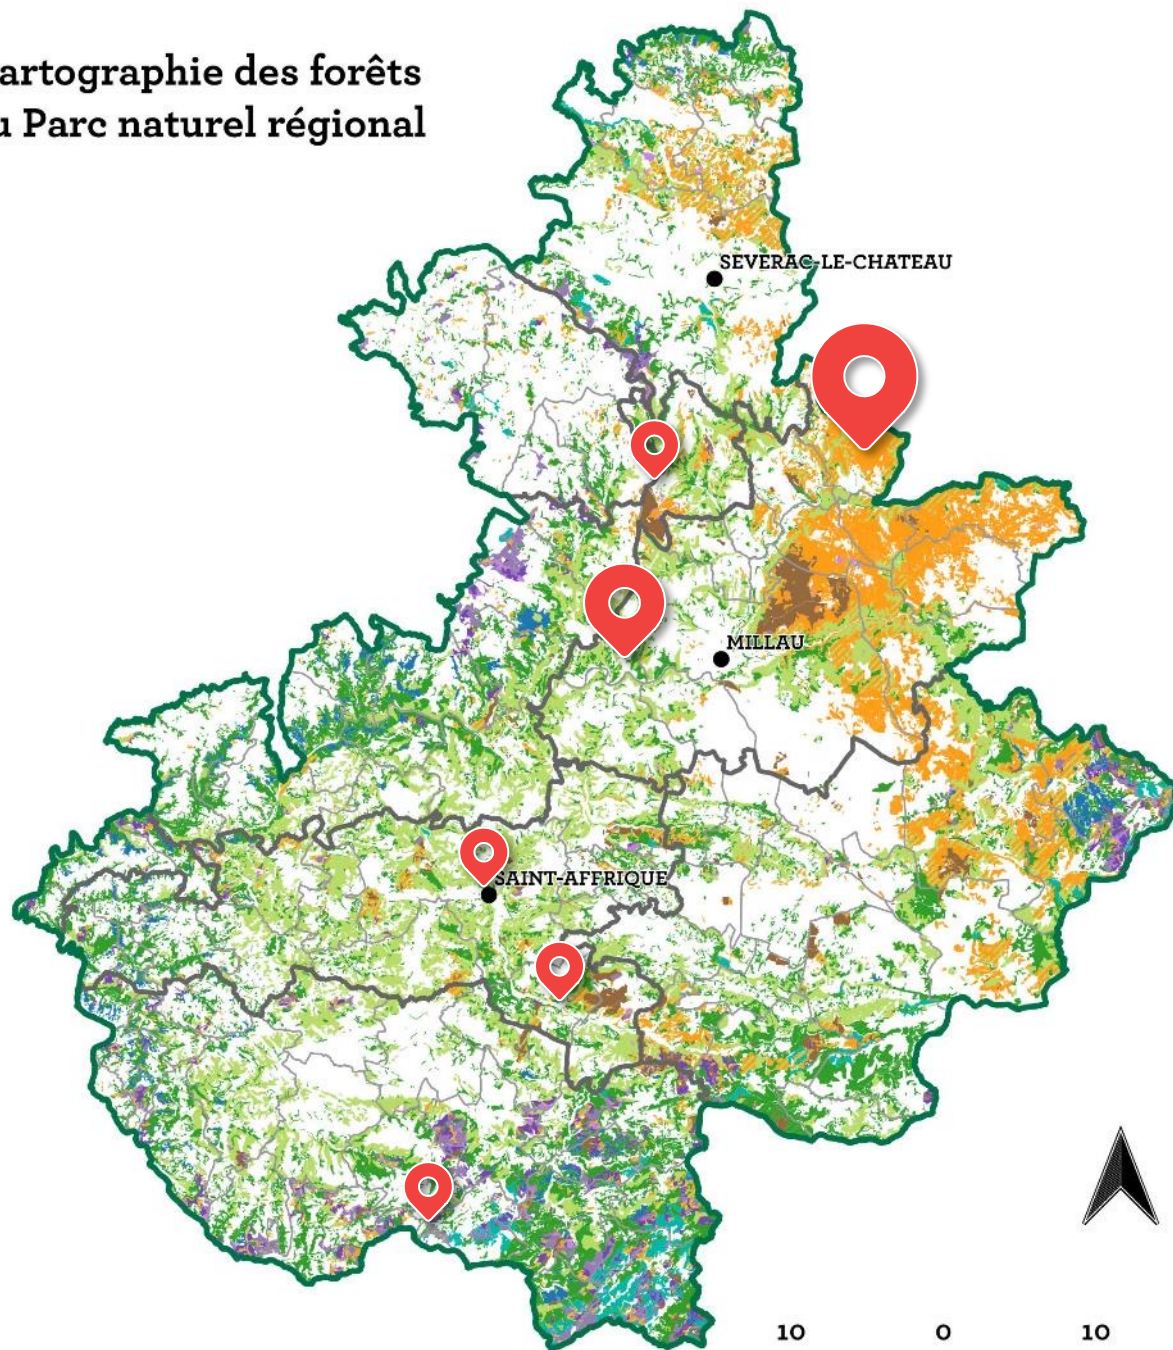 artographie des forêts
u Parc naturel régional
SEVERAC-LE-CHATEAU
MILLAU
SAINT-AFFRIQUE
10 0 10